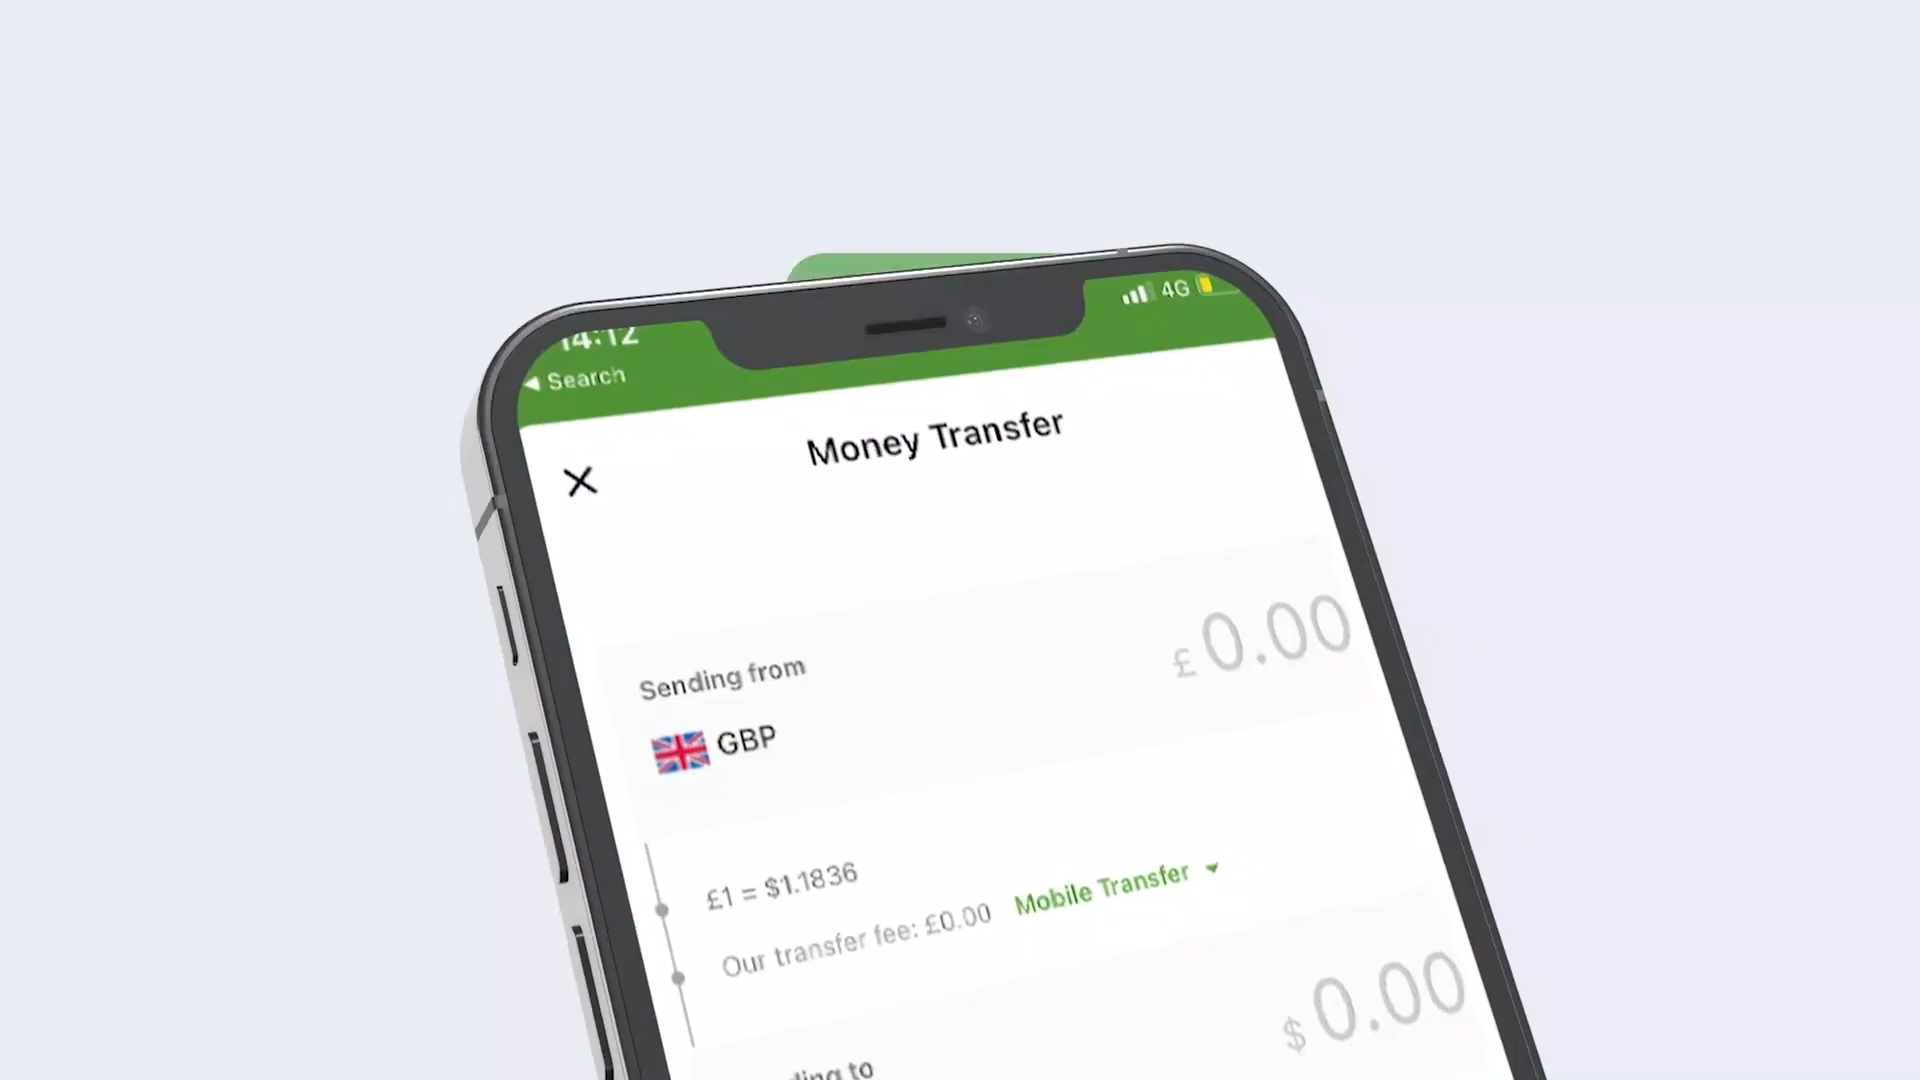 14:12
4G
◀ Search
Money Transfer
£ 0.00
Sending from
GBP
£1 = $1.1836
Our transfer fee: £0.00 Mobile Transfer
$ 0.00
to